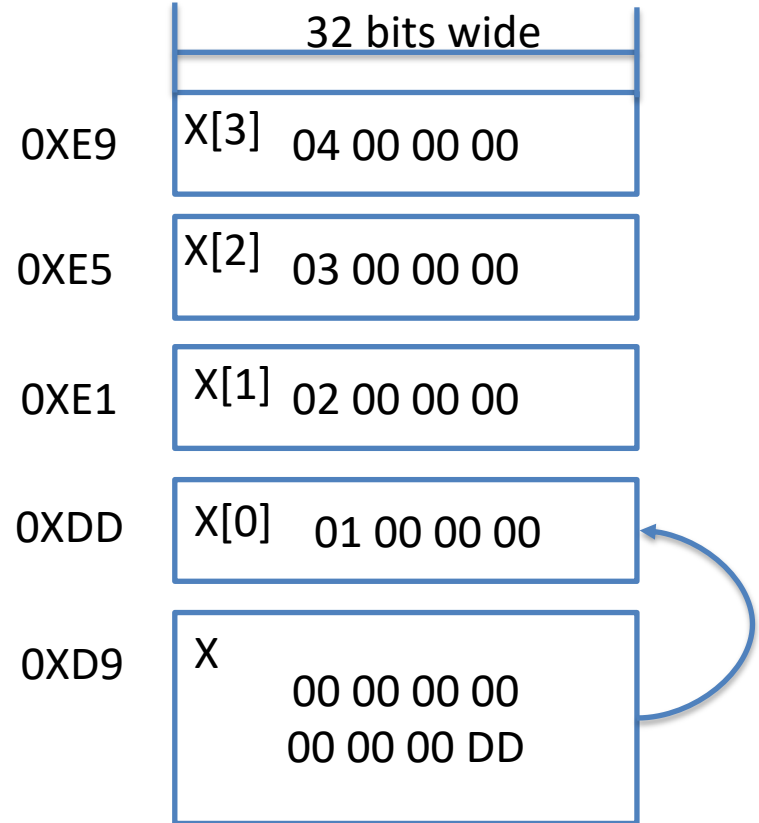 32 bits wide
0XE9 X[3] 04 00 00 00
0XE5 X[2] 03 00 00 00
0XE1 X[1] 02 00 00 00
0XDD X[0] 01 00 00 00
0XD9 X
00 00 00 00
00 00 00 DD